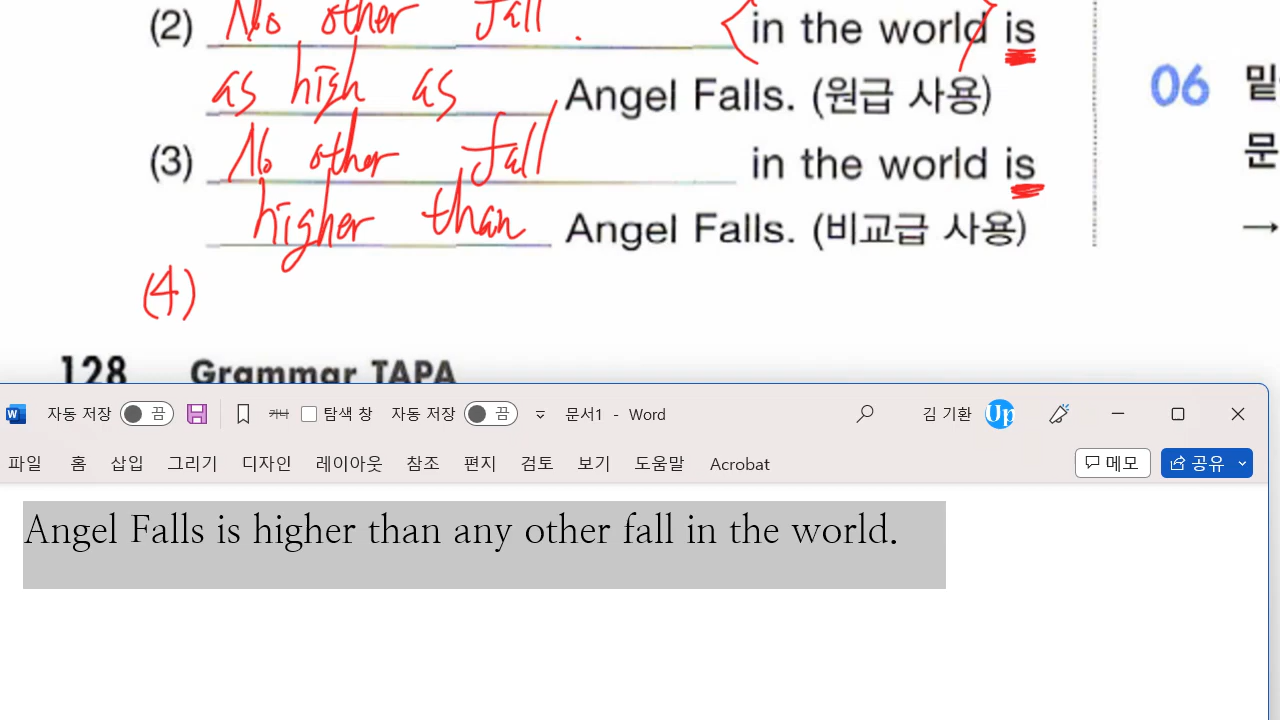 (2) No other fall in the world is
as high as Angel Falls. (원급 사용)
(3) No other fall in the world is
higher than Angel Falls. (비교급 사용)
(4)
06 밑
문
→
128 Grammar TAPA
자동 저장 끔 탐색 창 자동 저장 끔 문서1 - Word 김 기환 Up
파일 홈 삽입 그리기 디자인 레이아웃 참조 편지 검토 보기 도움말 Acrobat 메모 공유
Angel Falls is higher than any other fall in the world.